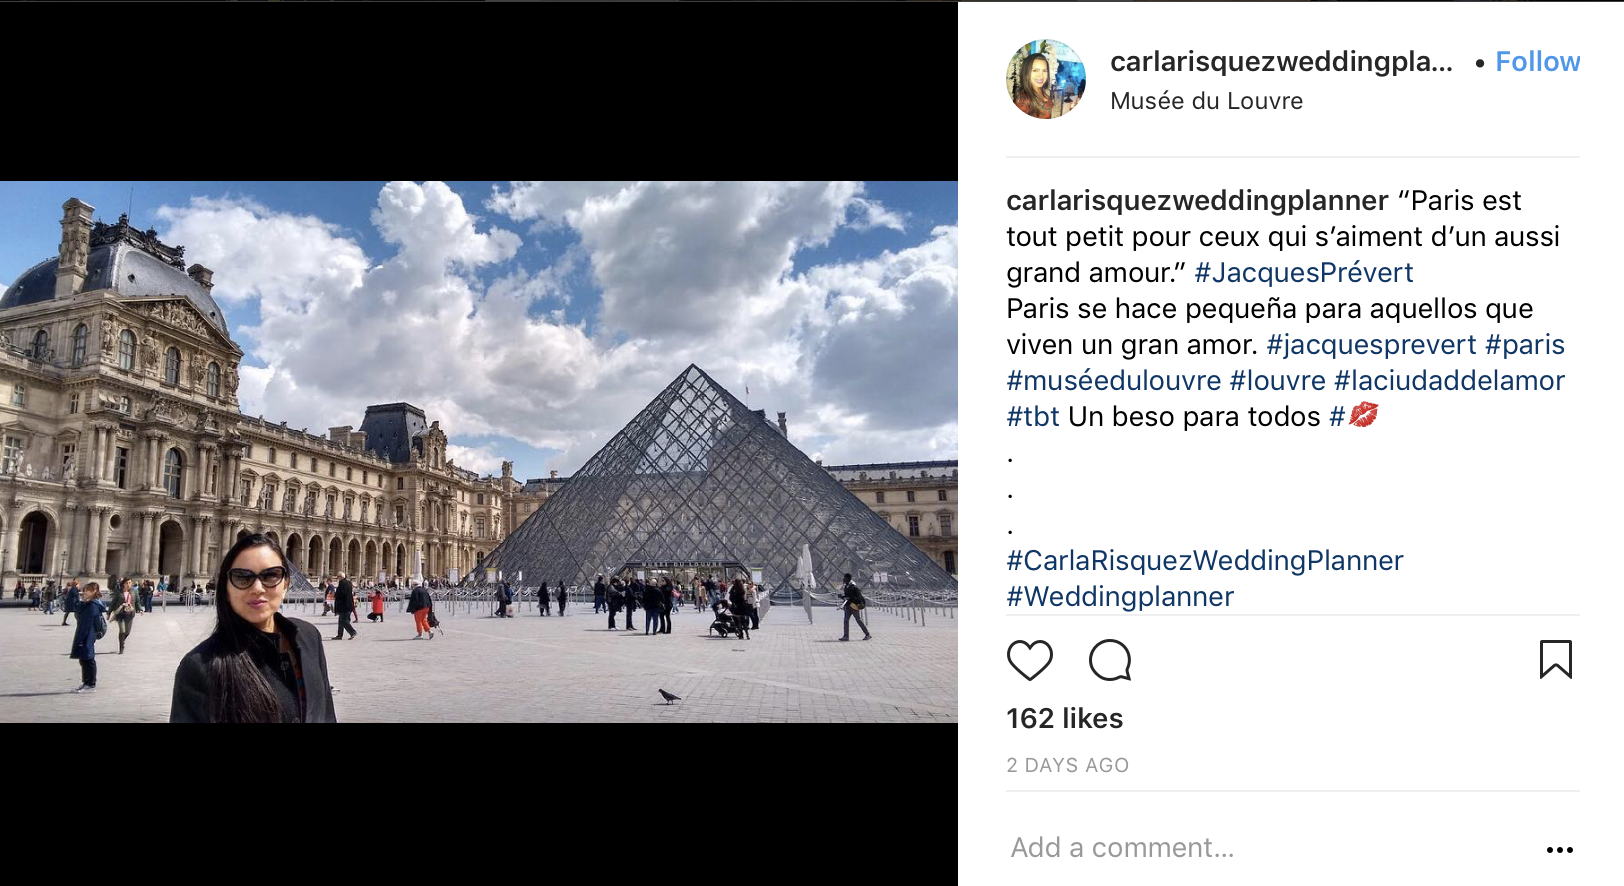 carlarisquezweddingpla... • Follow
Musée du Louvre
carlarisquezweddingplanner “Paris est
tout petit pour ceux qui s’aiment d’un aussi
grand amour.” #JacquesPrévert
Paris se hace pequeña para aquellos que
viven un gran amor. #jacquesprevert #paris
#muséedulouvre #louvre #laciudaddelamor
#tbt Un beso para todos #💋
.
.
.
#CarlaRisquezWeddingPlanner
#Weddingplanner
162 likes
2 DAYS AGO
Add a comment...